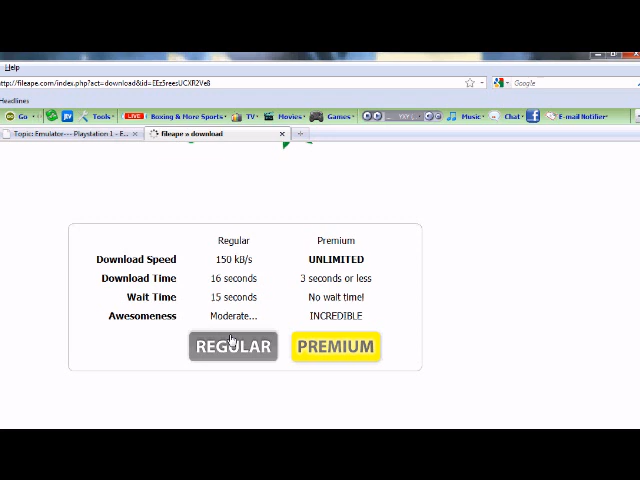 Help
http://fileape.com/index.php?act=download&id=
Google
Headlines
Go Tools LIVE Boxing & More Sports TV Movies Games Music Chat E-mail Notifier
Topic: Emulator--- Playstation 1 - E... fileape » download
Regular Premium
Download Speed 150 kB/s UNLIMITED
Download Time 16 seconds 3 seconds or less
Wait Time 15 seconds No wait time!
Awesomeness Moderate... INCREDIBLE
REGULAR PREMIUM